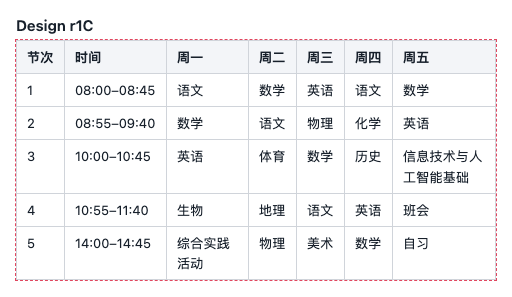 Design r1C
节次 时间 周一 周二 周三 周四 周五
1 08:00–08:45 语文 数学 英语 语文 数学
2 08:55–09:40 数学 语文 物理 化学 英语
3 10:00–10:45 英语 体育 数学 历史 信息技术与人
工智能基础
4 10:55–11:40 生物 地理 语文 英语 班会
5 14:00–14:45 综合实践 物理 美术 数学 自习
活动